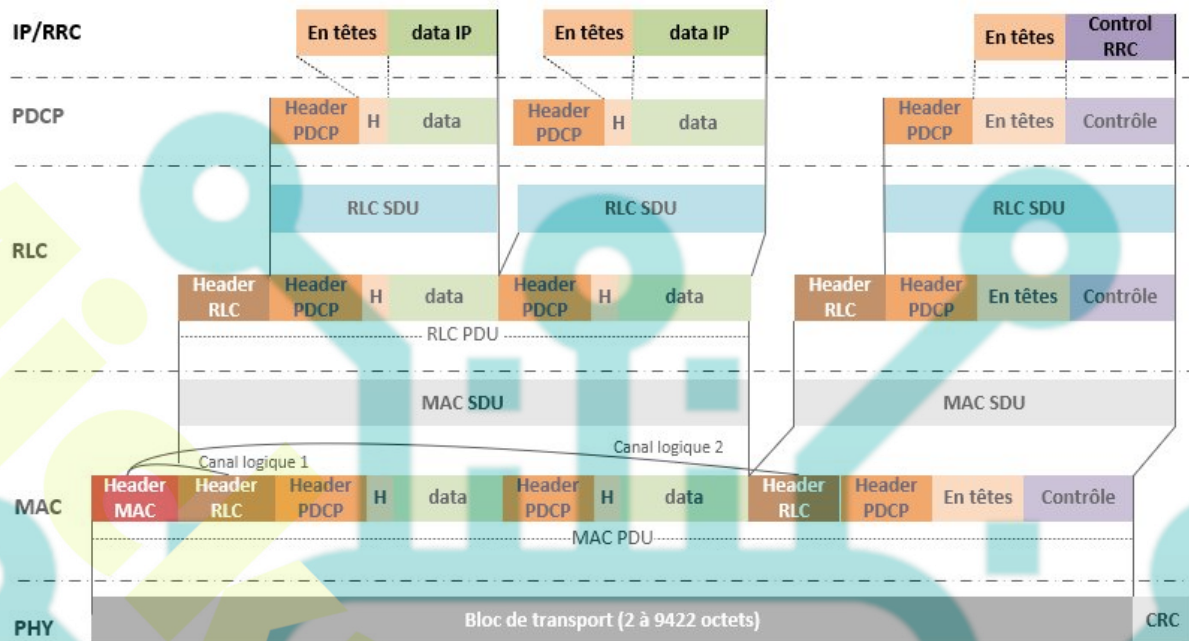 IP/RRC
En têtes data IP
En têtes data IP
En têtes Control RRC
PDCP
Header PDCP H data
Header PDCP H data
Header PDCP En têtes Contrôle
RLC
RLC SDU
RLC SDU
RLC SDU
Header RLC Header PDCP H data Header PDCP H data
Header RLC Header PDCP En têtes Contrôle
RLC PDU
MAC SDU
MAC SDU
Canal logique 1
Canal logique 2
MAC
Header MAC Header RLC Header PDCP H data Header PDCP H data Header RLC Header PDCP En têtes Contrôle
MAC PDU
PHY
Bloc de transport (2 à 9422 octets)
CRC